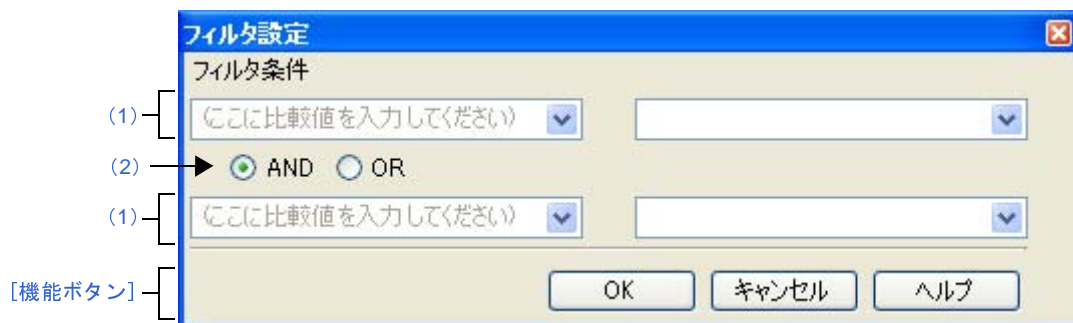 フィルタ設定
フィルタ条件
(1) (ここに比較値を入力してください)
(2) AND OR
(1) (ここに比較値を入力してください)
[機能ボタン] OK キャンセル ヘルプ